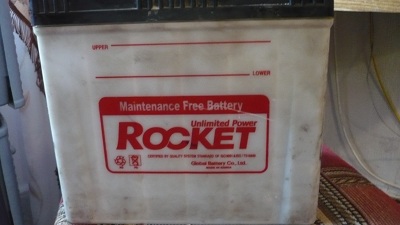 UPPER
LOWER
Maintenance Free Battery
Unlimited Power
ROCKET
Global Battery Co., Ltd.